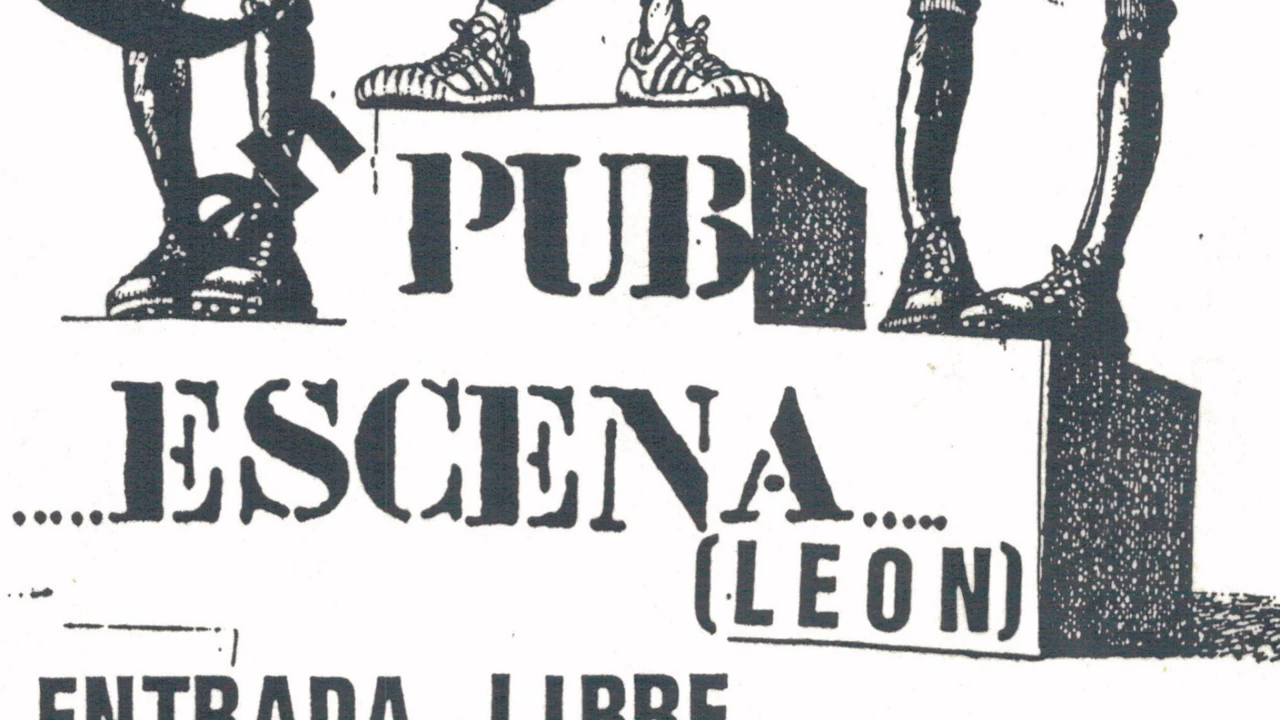 PUB
.....ESCENA.....
(LEON)
ENTRADA LIBRE